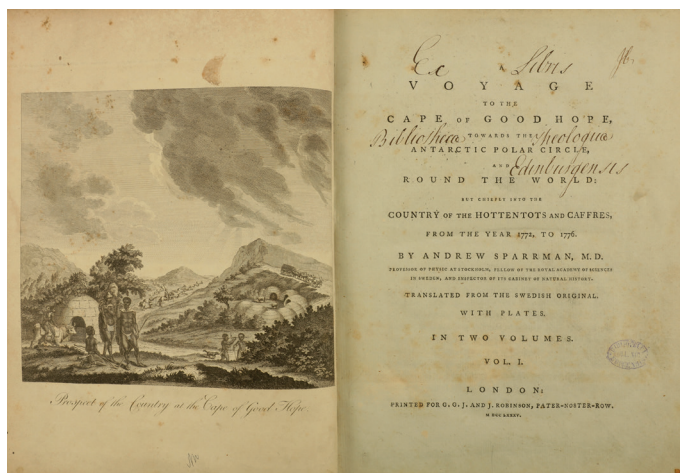 Prospect of the Country at the Cape of Good Hope
Ex Libris
A
VOYAGE
TO THE
CAPE OF GOOD HOPE,
Bibliotheca Theologica
TOWARDS THE
ANTARCTIC POLAR CIRCLE,
AND
Edinburgensis
ROUND THE WORLD:
BUT CHIEFLY INTO THE
COUNTRY OF THE HOTTENTOTS AND CAFFRES,
FROM THE YEAR 1772, TO 1776.
BY ANDREW SPARRMAN, M.D.
PROFESSOR OF PHYSIC AT STOCKHOLM, FELLOW OF THE ROYAL ACADEMY OF SCIENCES
IN SWEDEN, AND INSPECTOR OF ITS CABINET OF NATURAL HISTORY.
TRANSLATED FROM THE SWEDISH ORIGINAL.
WITH PLATES.
IN TWO VOLUMES.
VOL. I.
LONDON:
PRINTED FOR G. G. J. AND J. ROBINSON, PATER-NOSTER-ROW.
M DCC LXXXV.